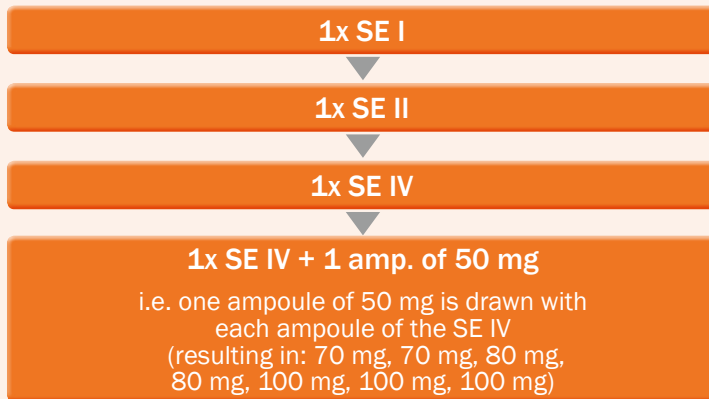 1x SE I
1x SE II
1x SE IV
1x SE IV + 1 amp. of 50 mg
i.e. one ampoule of 50 mg is drawn with
each ampoule of the SE IV
(resulting in: 70 mg, 70 mg, 80 mg,
80 mg, 100 mg, 100 mg, 100 mg)